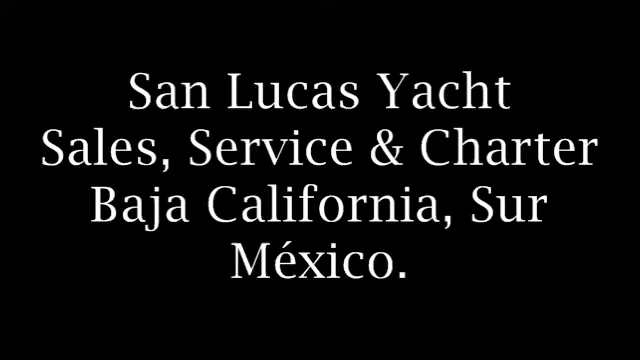 San Lucas Yacht
Sales, Service & Charter
Baja California, Sur
México.